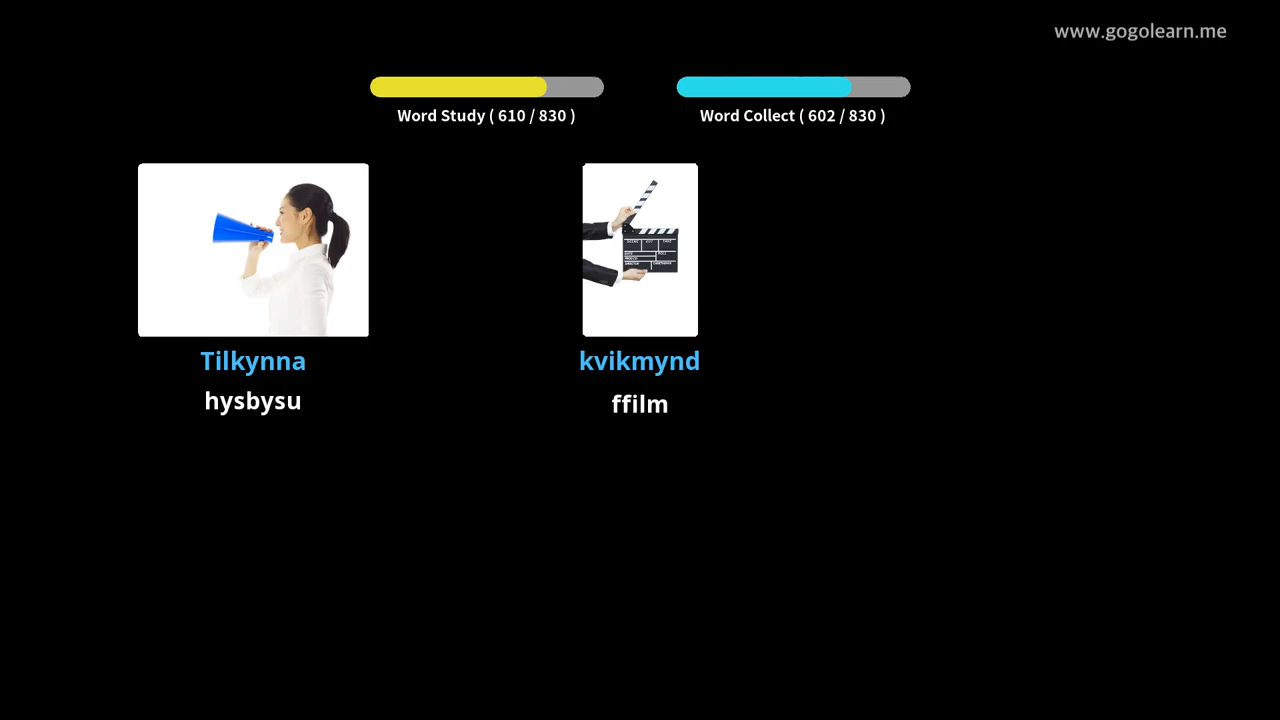 www.gogolearn.me
Word Study ( 610 / 830 )
Word Collect ( 602 / 830 )
Tilkynna
hysbysu
kvikmynd
ffilm